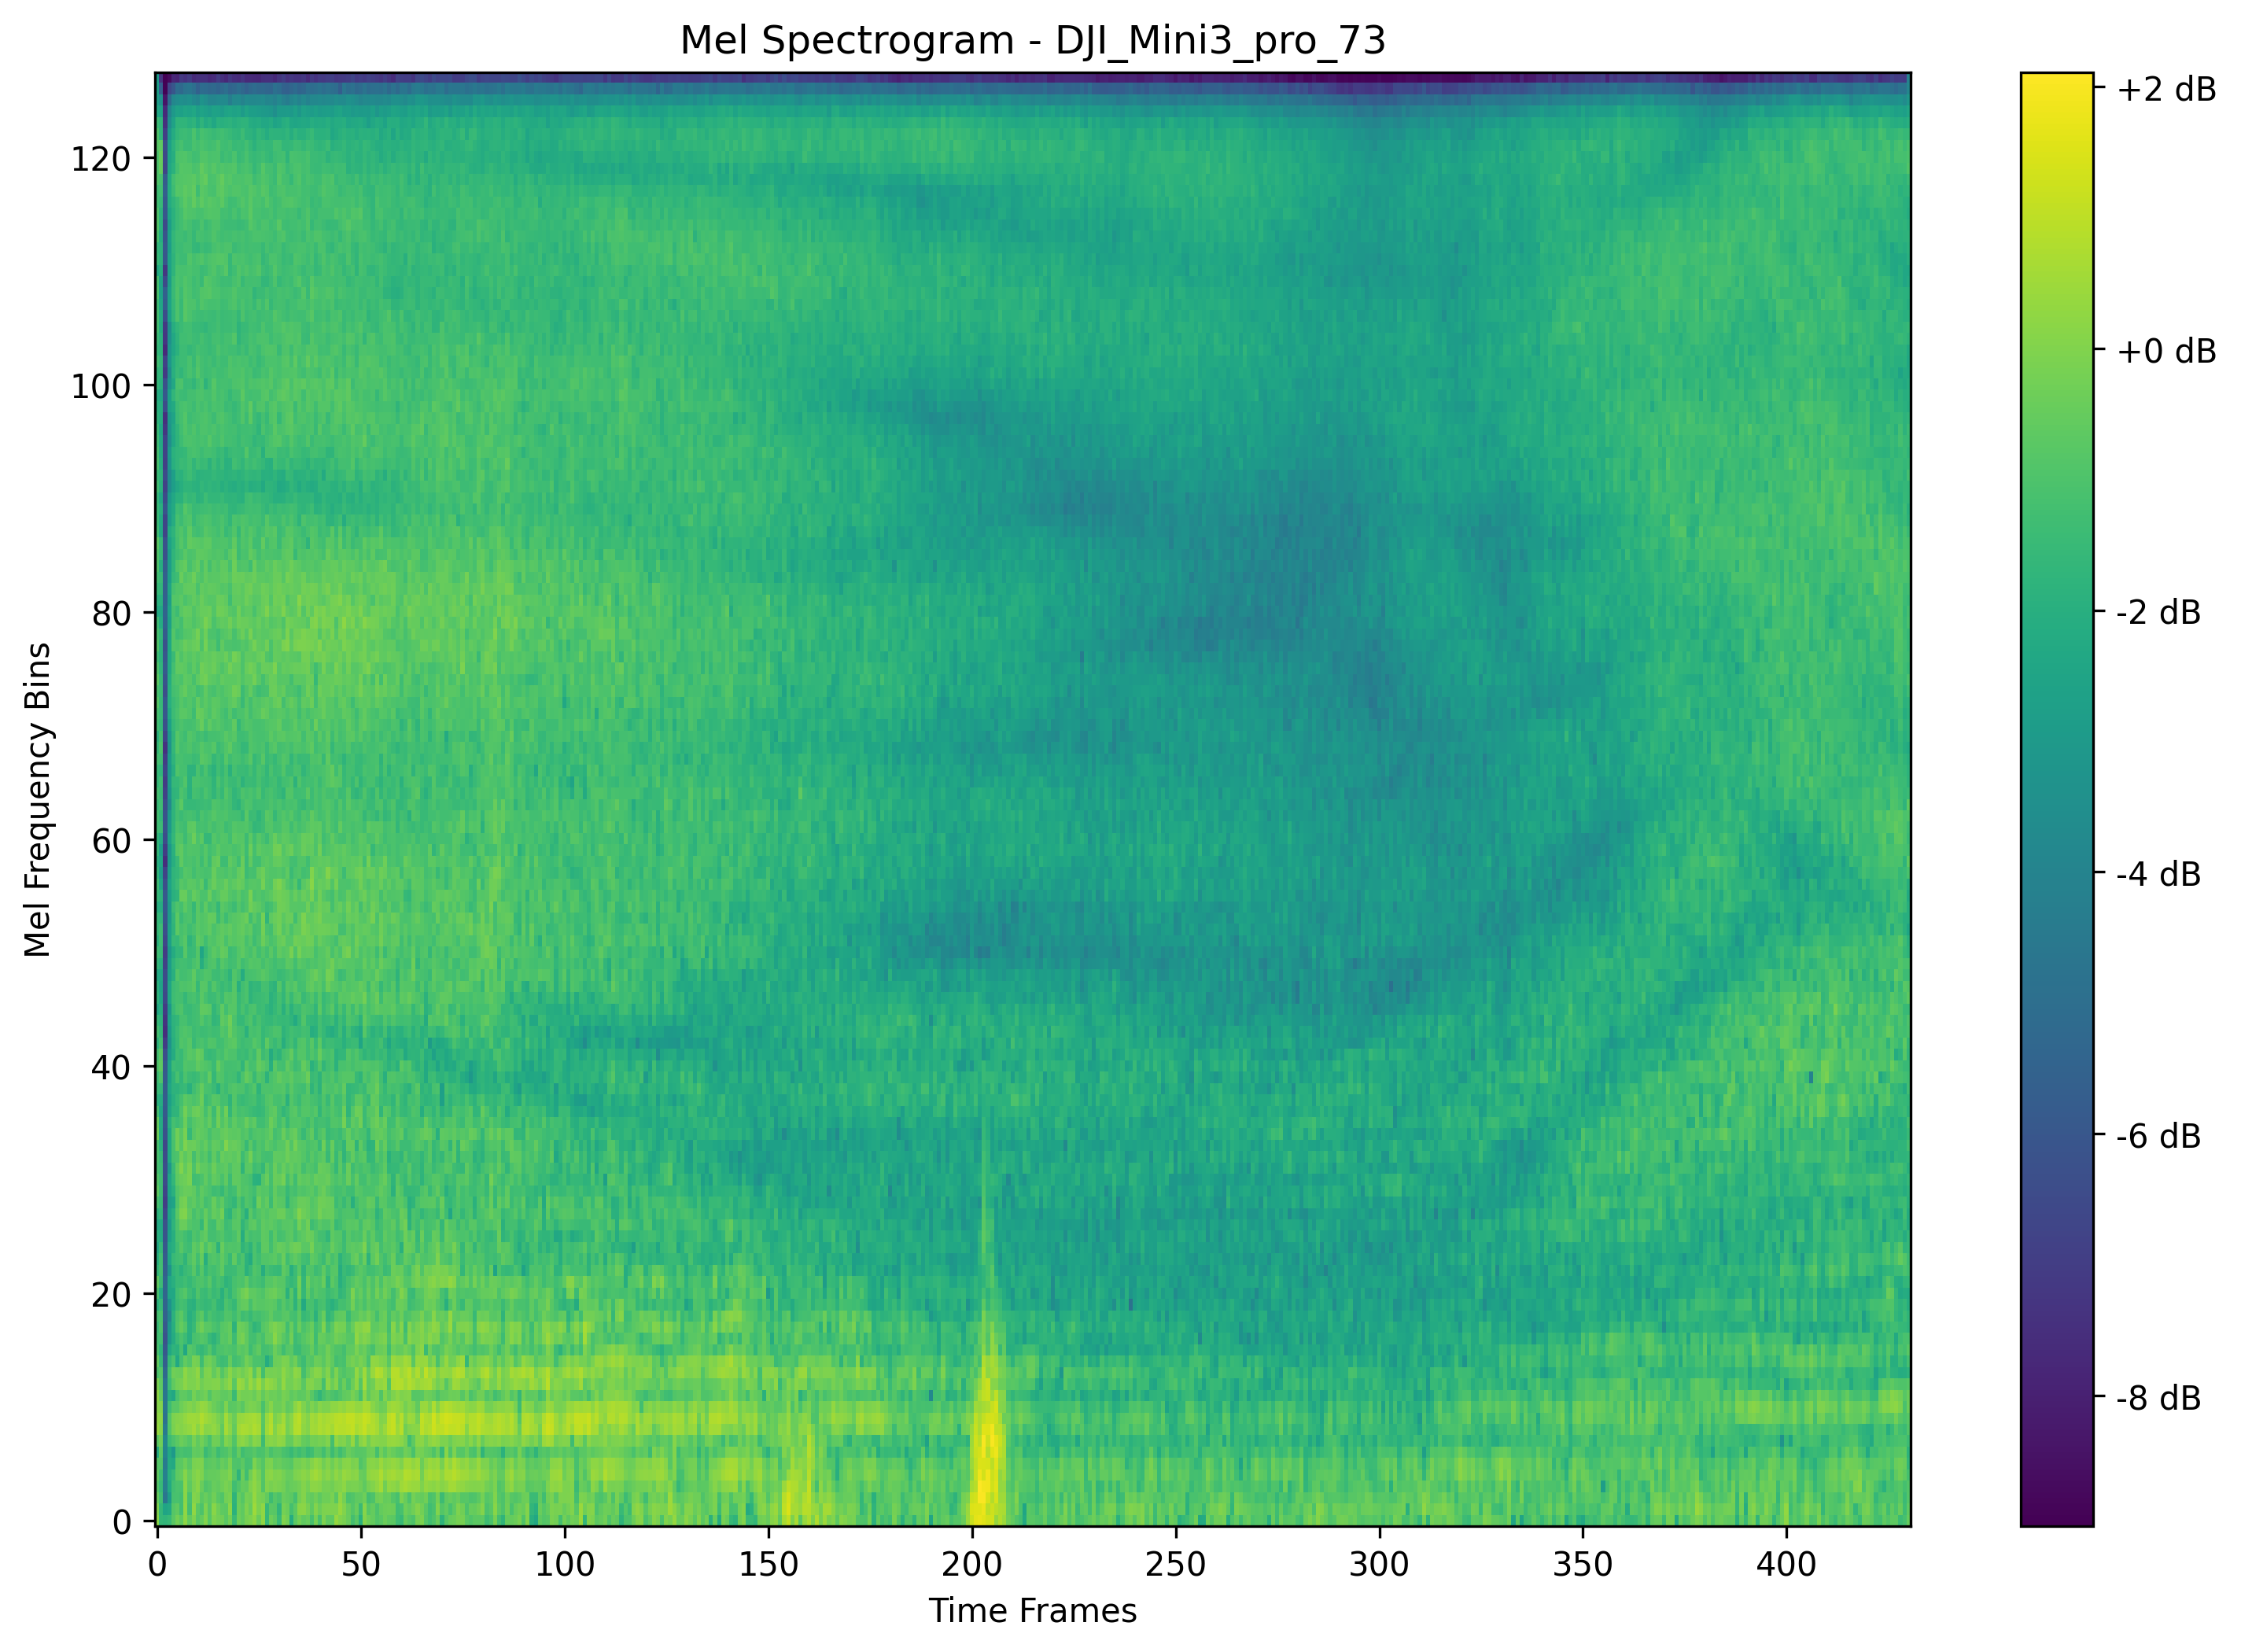 Mel Spectrogram - DJI_Mini3_pro_73
+2 dB
+0 dB
-2 dB
-4 dB
-6 dB
-8 dB
Mel Frequency Bins
120
100
80
60
40
20
0
0 50 100 150 200 250 300 350 400
Time Frames